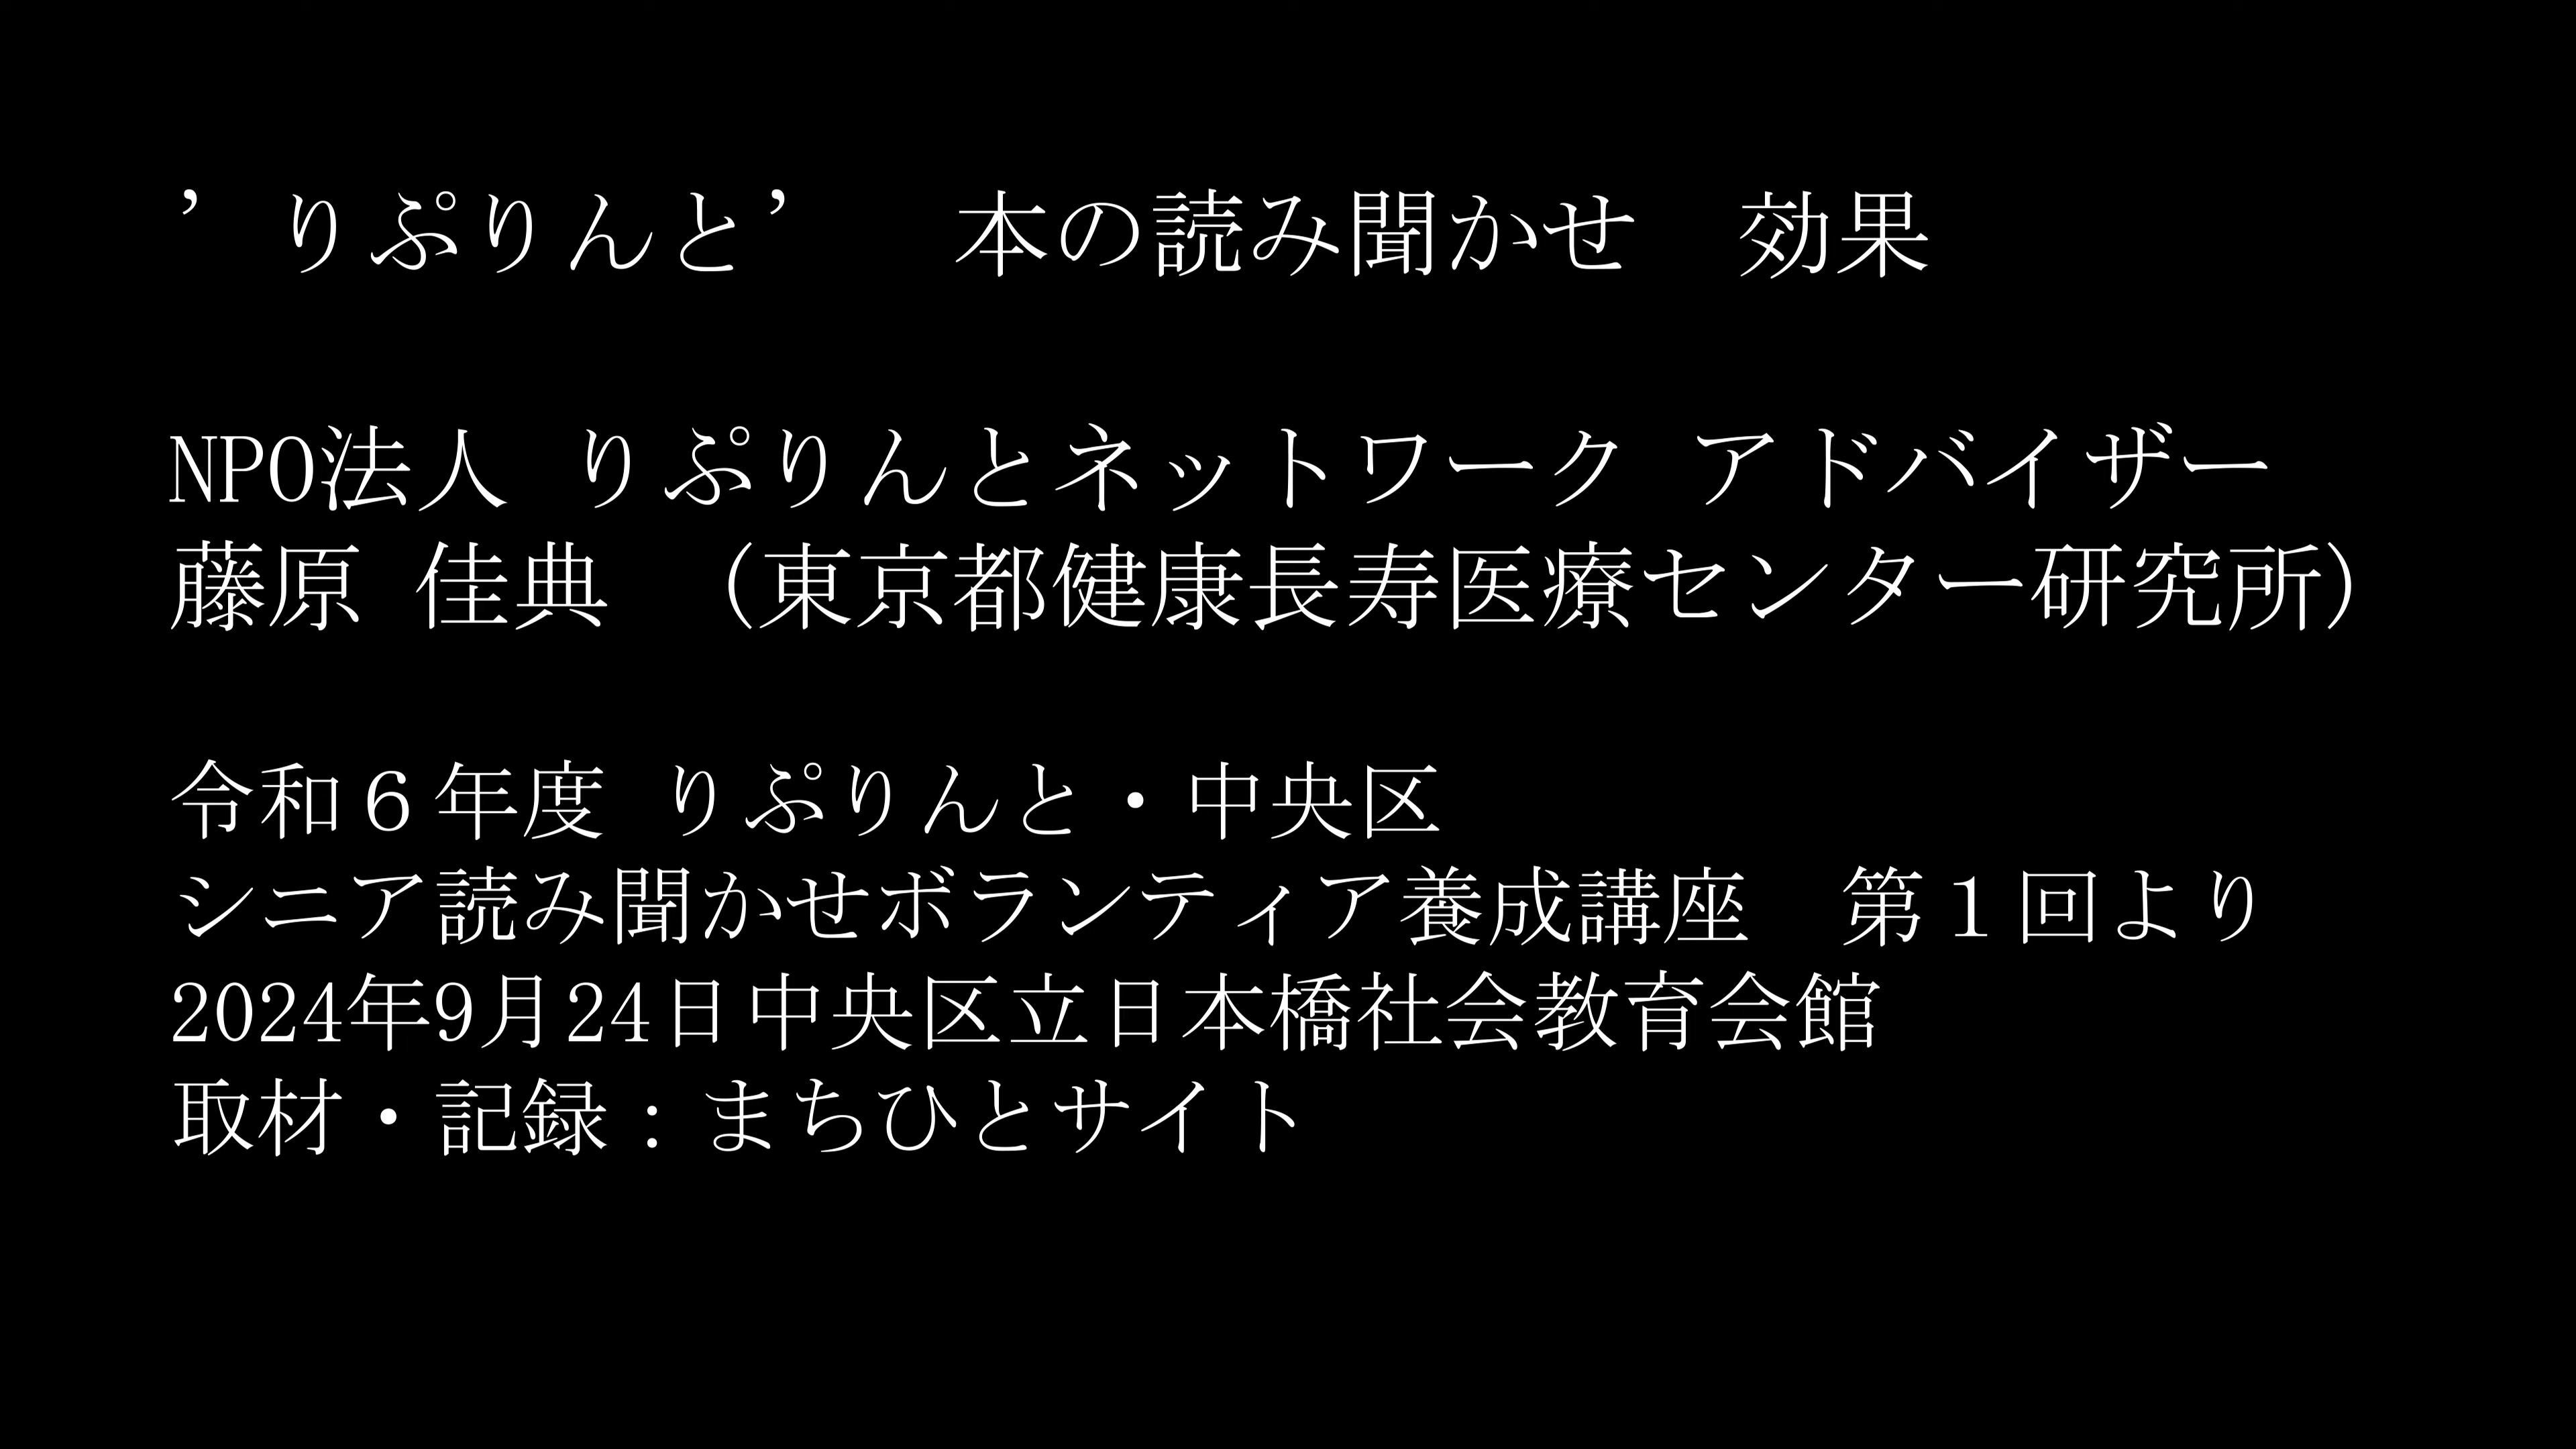 ’りぷりんと’　本の読み聞かせ　効果
NPO法人 りぷりんとネットワーク アドバイザー
藤原 佳典　（東京都健康長寿医療センター研究所）
令和６年度 りぷりんと・中央区
シニア読み聞かせボランティア養成講座　第１回より
2024年9月24日中央区立日本橋社会教育会館
取材・記録：まちひとサイト